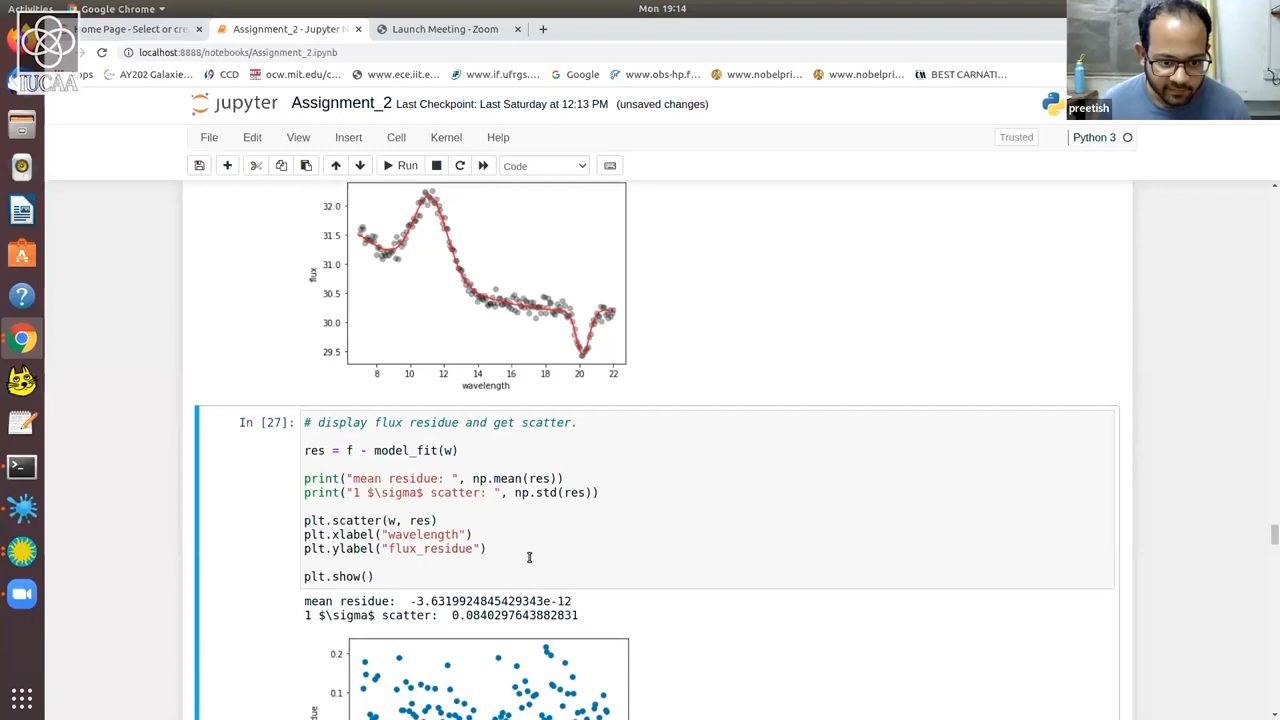 Activities
Google Chrome
Mon 19:14
Home Page - Select or cre
Assignment_2 - Jupyter N
Launch Meeting - Zoom
localhost:8888/notebooks/Assignment_2.ipynb
IUCAA
AY202 Galaxie…
CCD
ocw.mit.edu/c…
www.ece.iit.e…
www.if.ufrgs.…
Google
www.obs-hp.f…
www.nobelpri…
www.nobelpri…
BEST CARNATI…
preetish
jupyter
Assignment_2
Last Checkpoint: Last Saturday at 12:13 PM
(unsaved changes)
File
Edit
View
Insert
Cell
Kernel
Help
Trusted
Python 3
Run
Code
32.0
31.5
31.0
30.5
30.0
29.5
flux
8
10
12
14
16
18
20
22
wavelength
In [27]:
# display flux residue and get scatter.
res = f - model_fit(w)
print("mean residue: ", np.mean(res))
print("1 $\sigma$ scatter: ", np.std(res))
plt.scatter(w, res)
plt.xlabel("wavelength")
plt.ylabel("flux_residue")
plt.show()
mean residue:  -3.6319924845429343e-12
1 $\sigma$ scatter:  0.0840297643882831
0.2
0.1